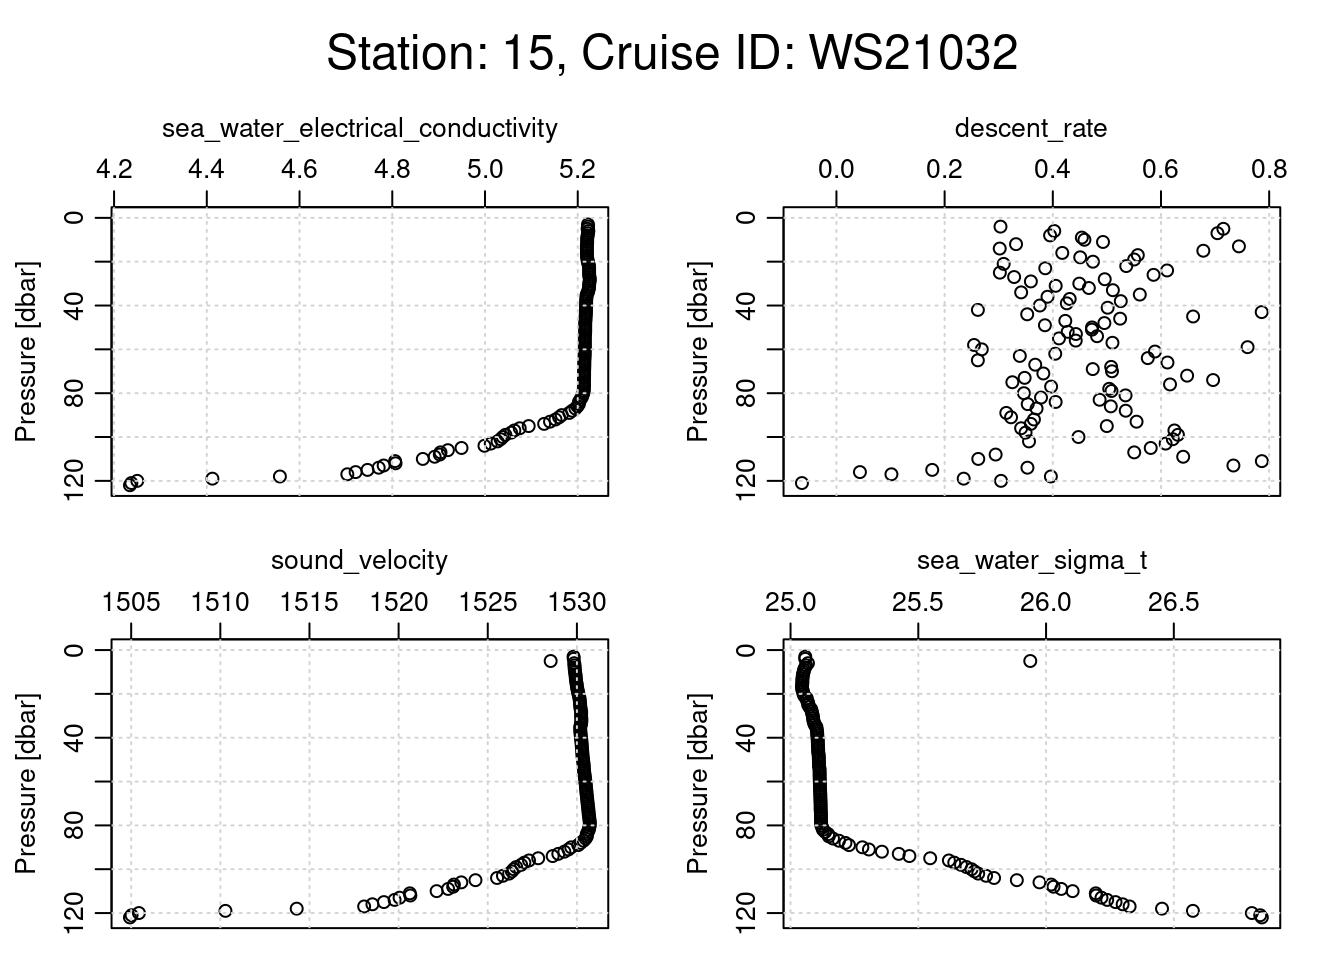 Station: 15, Cruise ID: WS21032
sea_water_electrical_conductivity
4.2 4.4 4.6 4.8 5.0 5.2
0 40 80 120
Pressure [dbar]
descent_rate
0.0 0.2 0.4 0.6 0.8
0 40 80 120
Pressure [dbar]
sound_velocity
1505 1510 1515 1520 1525 1530
0 40 80 120
Pressure [dbar]
sea_water_sigma_t
25.0 25.5 26.0 26.5
0 40 80 120
Pressure [dbar]